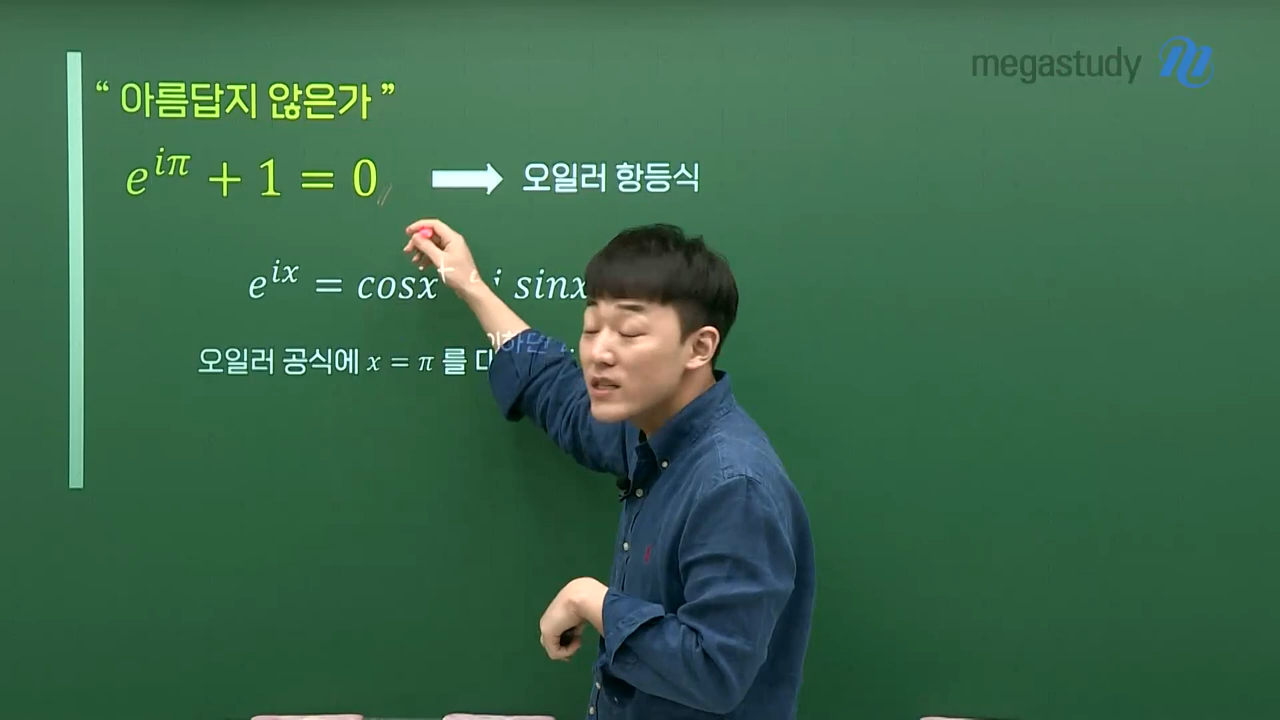 megastudy
“ 아름답지 않은가 ”
e^{iπ} + 1 = 0 → 오일러 항등식
e^{ix} = cosx + i sinx
오일러 공식에 x = π 를